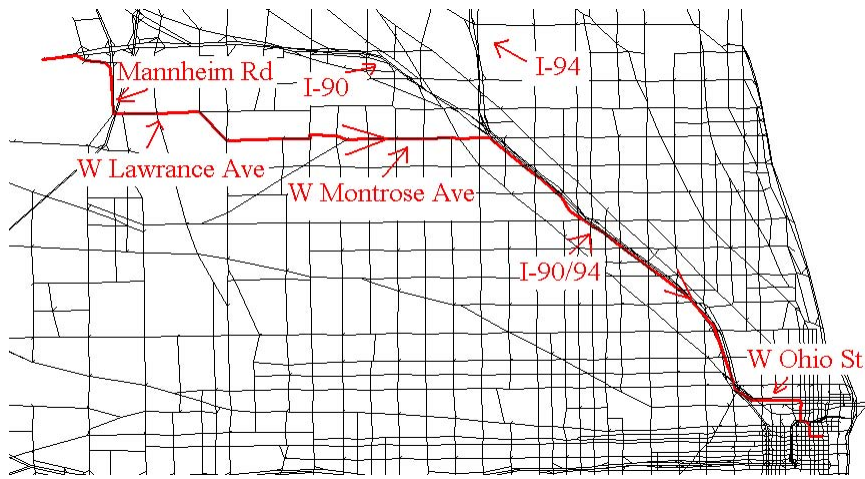 I-94
Mannheim Rd
I-90
W Lawrance Ave
W Montrose Ave
I-90/94
W Ohio St